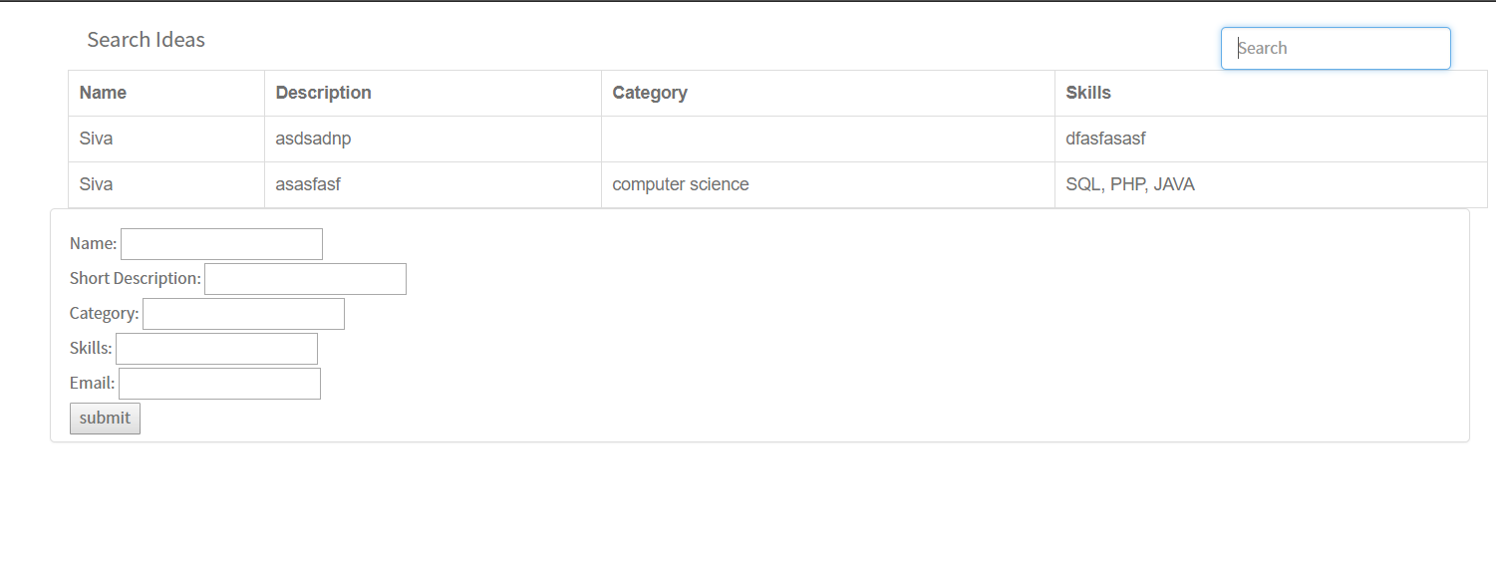 Search Ideas
Search
Name Description Category Skills
Siva asdsadnp dfasfasasf
Siva asasfasf computer science SQL, PHP, JAVA
Name:
Short Description:
Category:
Skills:
Email:
submit